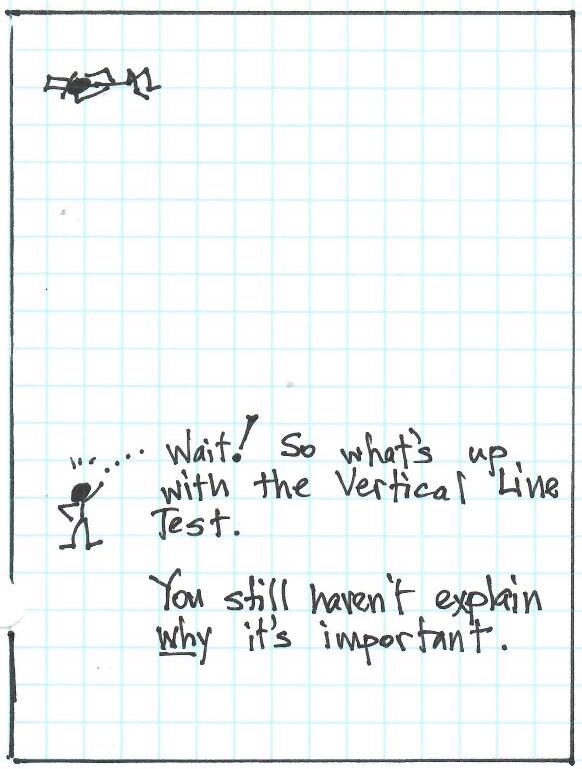 Wait! So what's up
with the Vertical Line
Test.
You still haven't explain
why it's important.